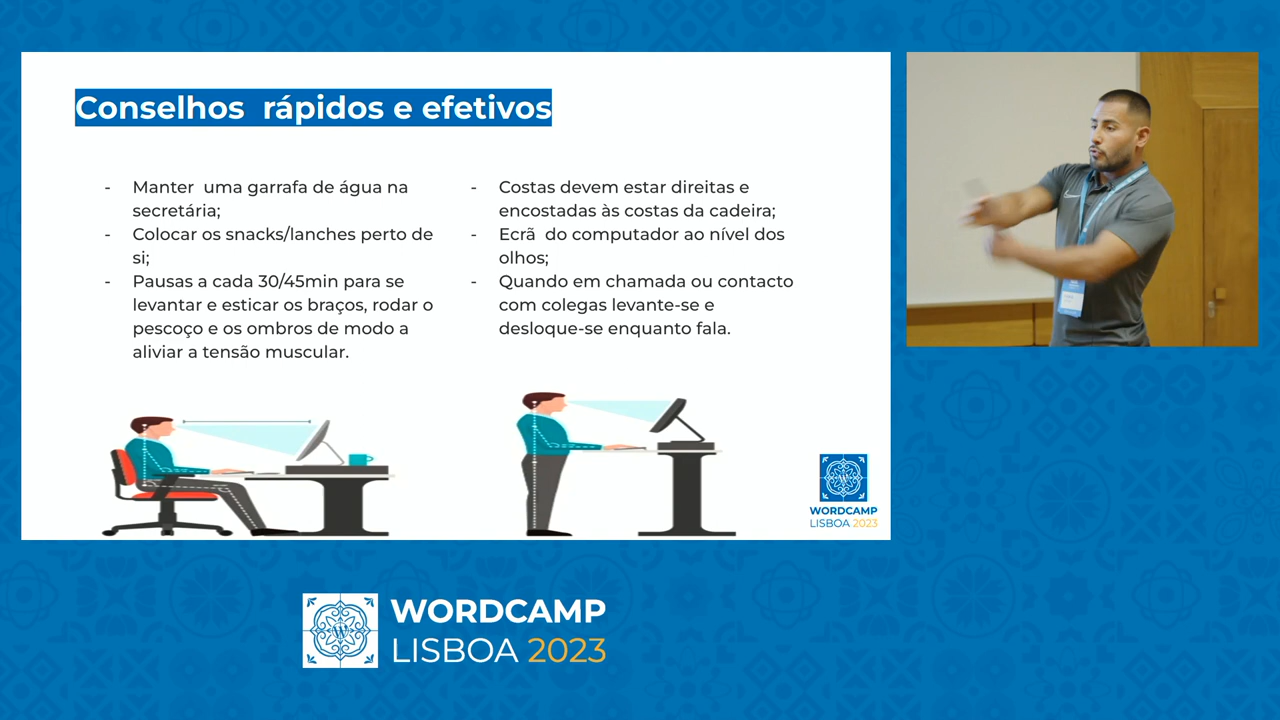 Conselhos  rápidos e efetivos
- Manter  uma garrafa de água na
secretária;
- Colocar os snacks/lanches perto de
si;
- Pausas a cada 30/45min para se
levantar e esticar os braços, rodar o
pescoço e os ombros de modo a
aliviar a tensão muscular.
- Costas devem estar direitas e
encostadas às costas da cadeira;
- Ecrã  do computador ao nível dos
olhos;
- Quando em chamada ou contacto
com colegas levante-se e
desloque-se enquanto fala.
WORDCAMP
LISBOA 2023
WORDCAMP
LISBOA 2023